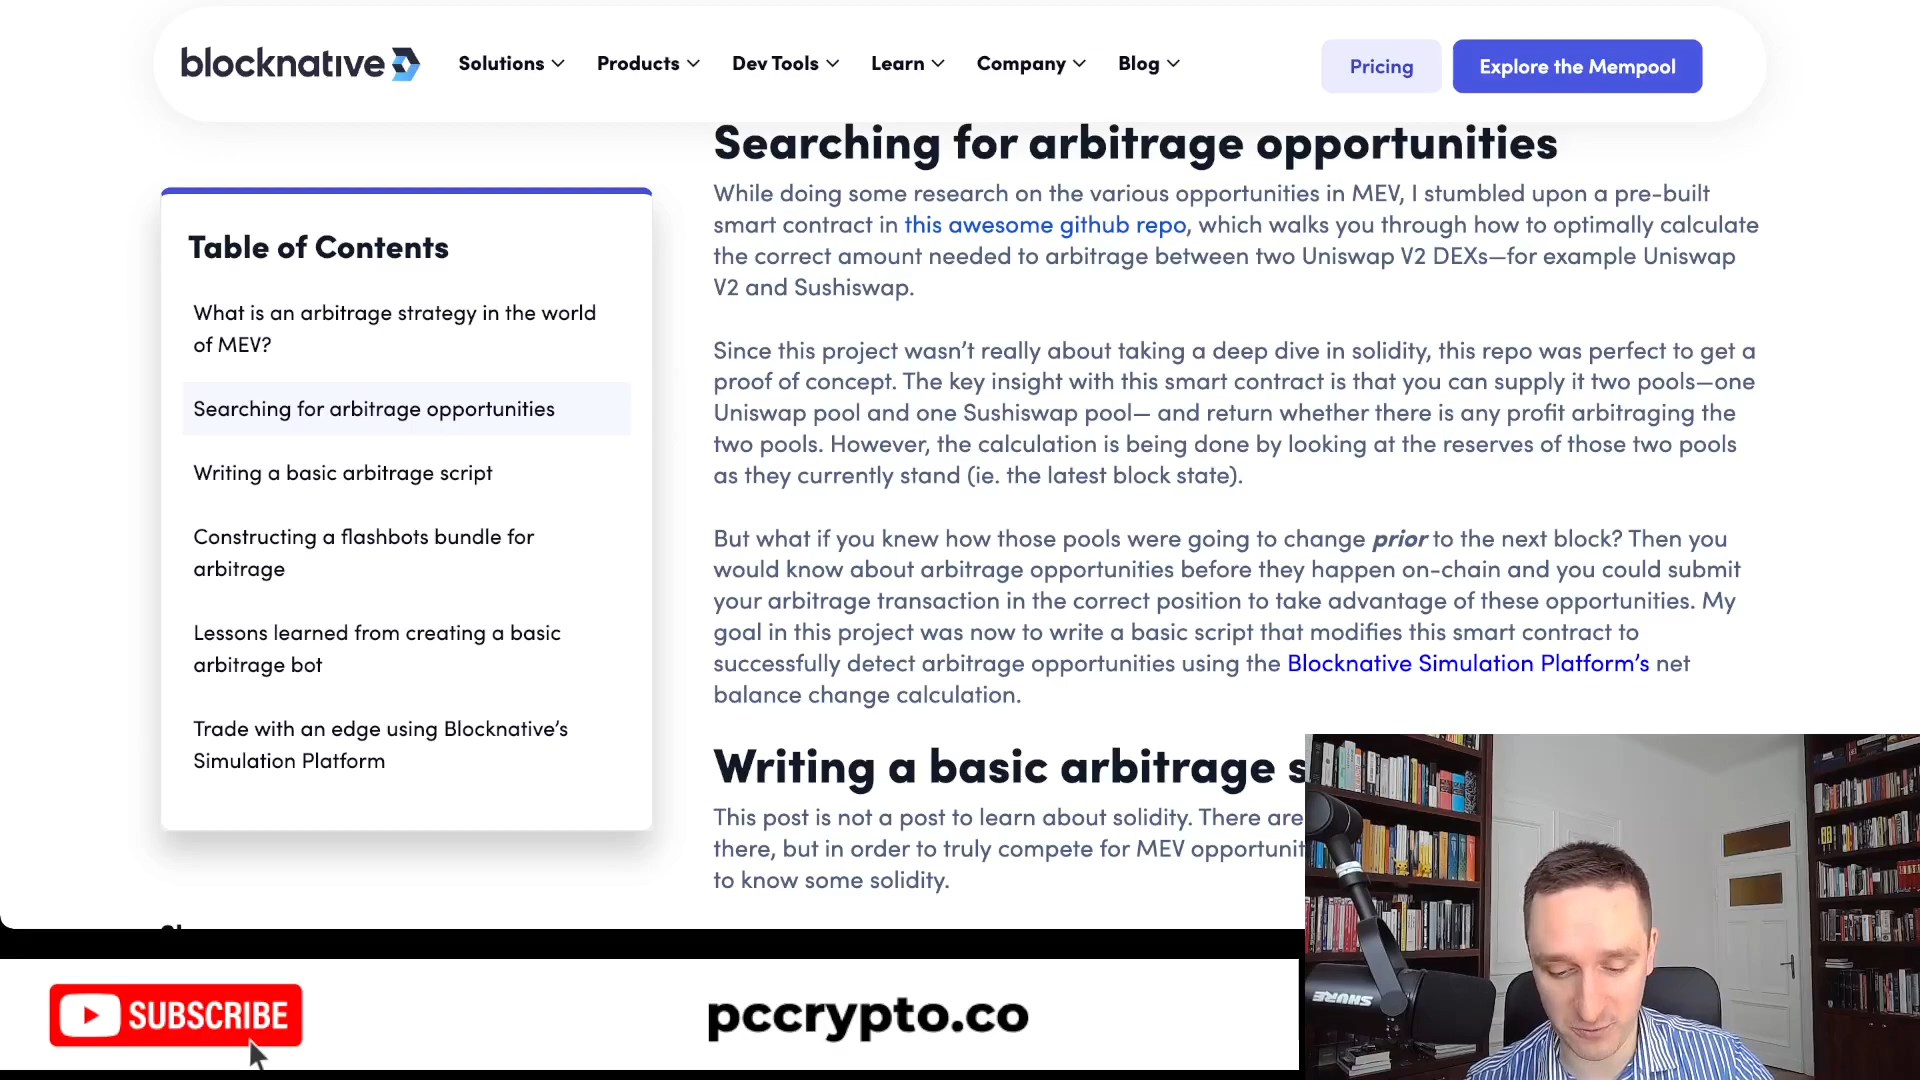 blocknative
Solutions
Products
Dev Tools
Learn
Company
Blog
Pricing
Explore the Mempool
Table of Contents
What is an arbitrage strategy in the world
of MEV?
Searching for arbitrage opportunities
Writing a basic arbitrage script
Constructing a flashbots bundle for
arbitrage
Lessons learned from creating a basic
arbitrage bot
Trade with an edge using Blocknative’s
Simulation Platform
Searching for arbitrage opportunities
While doing some research on the various opportunities in MEV, I stumbled upon a pre-built
smart contract in this awesome github repo, which walks you through how to optimally calculate
the correct amount needed to arbitrage between two Uniswap V2 DEXs—for example Uniswap
V2 and Sushiswap.
Since this project wasn’t really about taking a deep dive in solidity, this repo was perfect to get a
proof of concept. The key insight with this smart contract is that you can supply it two pools—one
Uniswap pool and one Sushiswap pool— and return whether there is any profit arbitraging the
two pools. However, the calculation is being done by looking at the reserves of those two pools
as they currently stand (ie. the latest block state).
But what if you knew how those pools were going to change prior to the next block? Then you
would know about arbitrage opportunities before they happen on-chain and you could submit
your arbitrage transaction in the correct position to take advantage of these opportunities. My
goal in this project was now to write a basic script that modifies this smart contract to
successfully detect arbitrage opportunities using the Blocknative Simulation Platform’s net
balance change calculation.
Writing a basic arbitrage s
This post is not a post to learn about solidity. There are
there, but in order to truly compete for MEV opportunit
to know some solidity.
SUBSCRIBE
pccrypto.co
SHURE